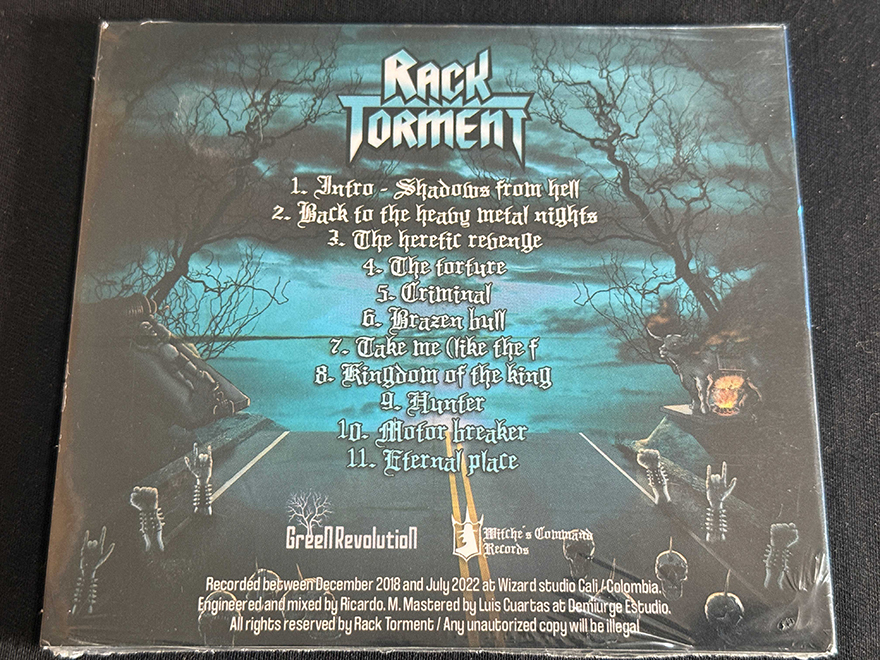 RACK
TORMENT
1. Intro - Shadows from hell
2. Back to the heavy metal nights
3. The heretic revenge
4. The torture
5. Criminal
6. Brazen bull
7. Take me (like the f
8. Kingdom of the king
9. Hunter
10. Motor breaker
11. Eternal place
GreeN RevolutioN
Witche's Command
Records
Recorded between December 2018 and July 2022 at Wizard studio Cali / Colombia.
Engineered and mixed by Ricardo. M. Mastered by Luis Cuartas at Demiurge Estudio.
All rights reserved by Rack Torment / Any unautorized copy will be illegal